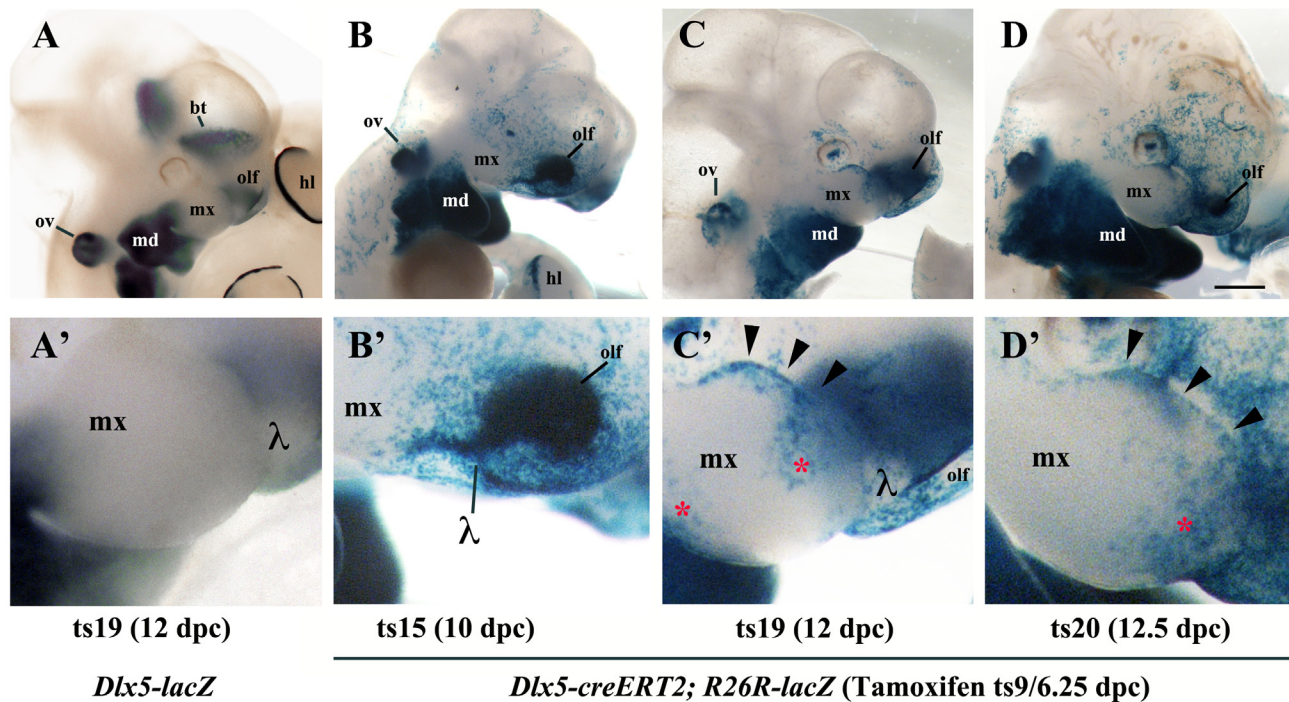 A
bt
olf
hl
mx
ov
md
B
ov
olf
mx
md
hl
C
olf
mx
ov
md
D
mx
olf
md
A'
mx
λ
B'
olf
mx
λ
C'
mx
*
*
λ
olf
D'
mx
*
ts19 (12 dpc)
ts15 (10 dpc)
ts19 (12 dpc)
ts20 (12.5 dpc)
Dlx5-lacZ
Dlx5-creERT2; R26R-lacZ (Tamoxifen ts9/6.25 dpc)